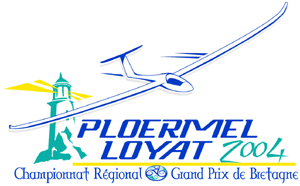 PLOERMEL
LOYAT 2004
Championnat Régional Grand Prix de Bretagne